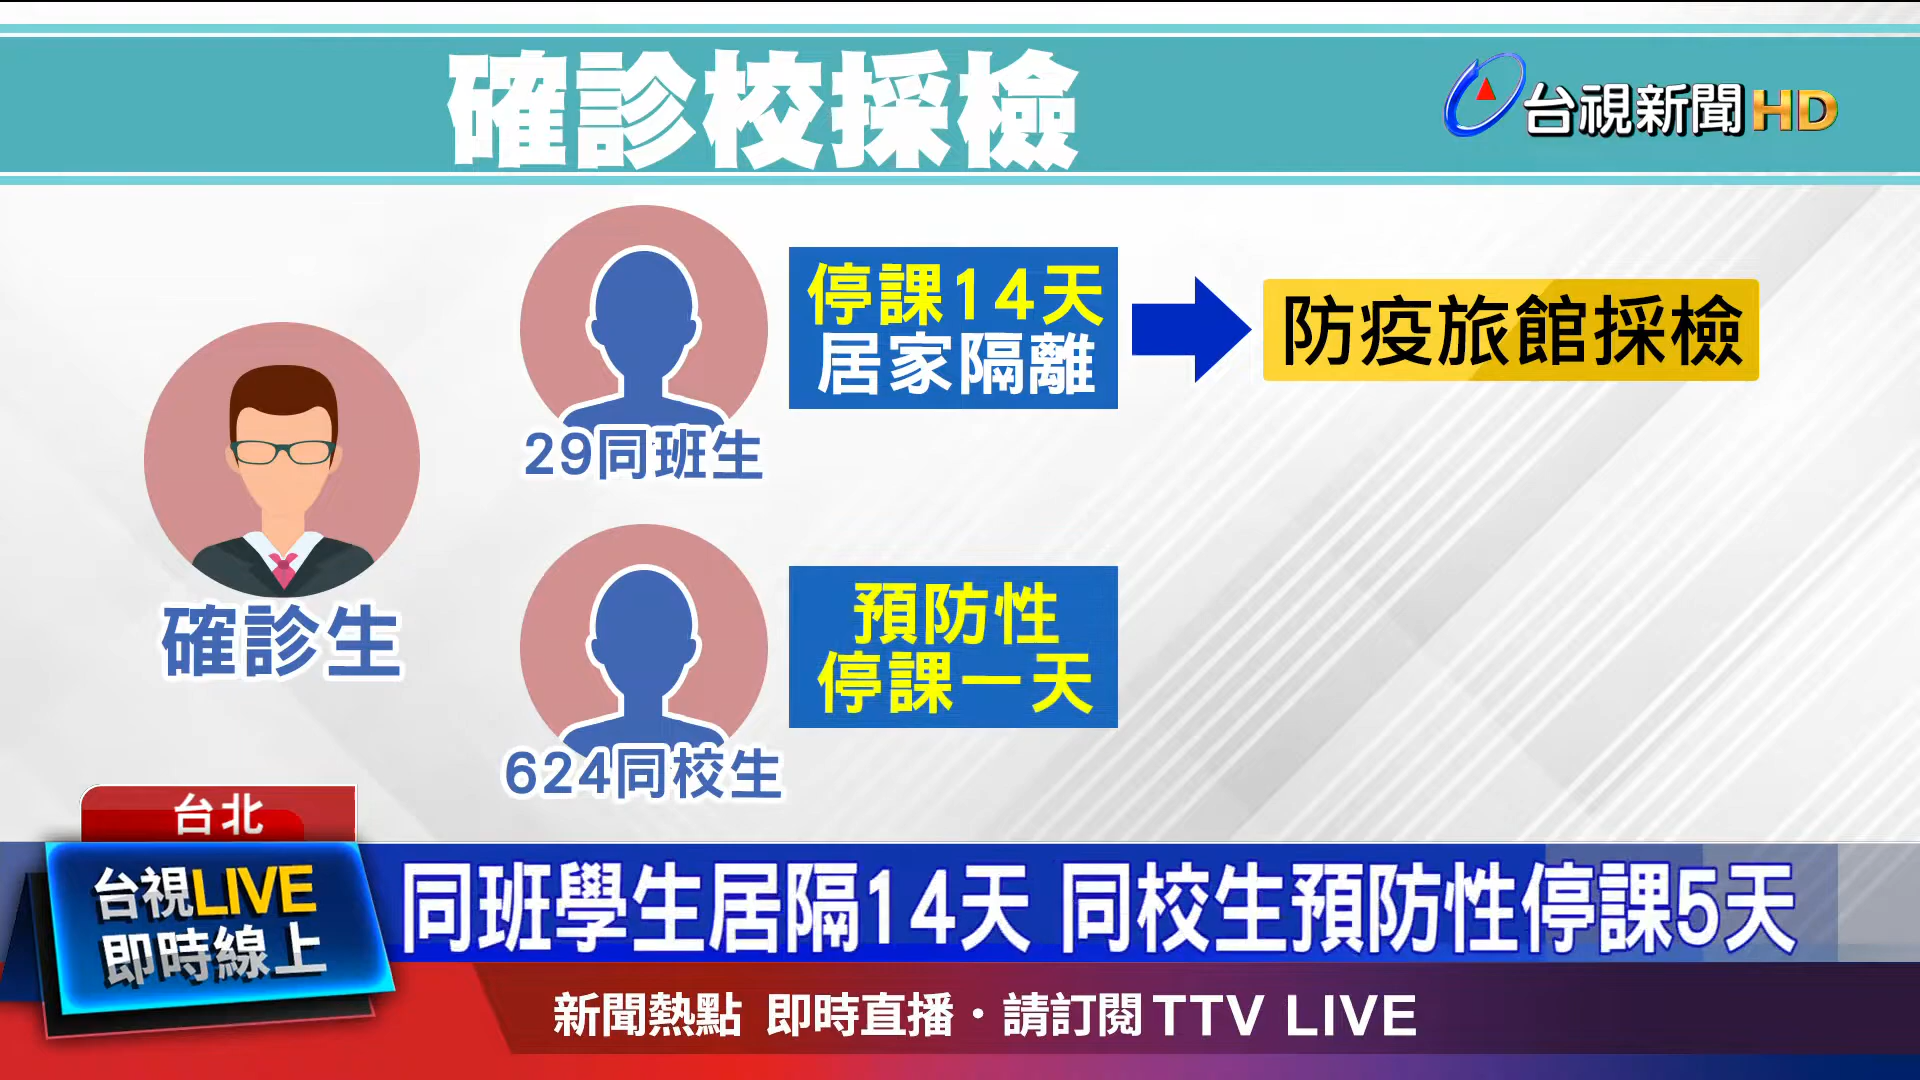 確診校採檢
台視新聞HD
停課14天
居家隔離
防疫旅館採檢
29同班生
確診生
預防性
停課一天
624同校生
台北
台視LIVE
即時線上
同班學生居隔14天 同校生預防性停課5天
新聞熱點 即時直播·請訂閱TTV LIVE